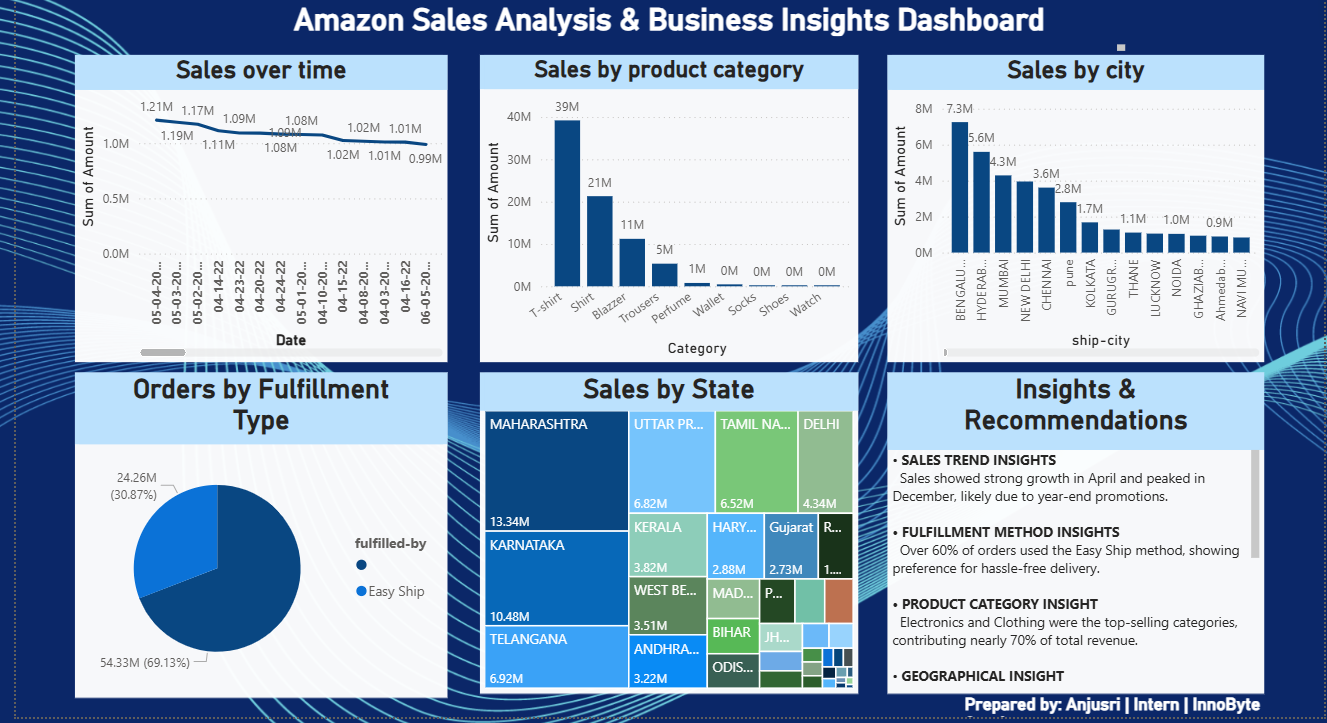 Amazon Sales Analysis & Business Insights Dashboard
Sales over time
Sum of Amount
1.0M
0.5M
0.0M
1.21M
1.19M
1.17M
1.11M
1.09M
1.09M
1.08M
1.08M
1.02M
1.02M
1.01M
1.01M
0.99M
05-04-20...
05-03-20...
05-02-20...
04-14-22
04-23-22
04-20-22
04-24-22
05-01-20...
04-10-20...
04-15-22
04-08-20...
04-03-20...
04-16-22
06-05-20...
Date
Sales by product category
Sum of Amount
40M
30M
20M
10M
0M
39M
21M
11M
5M
1M
0M
0M
0M
0M
T-shirt
Shirt
Blazzer
Trousers
Perfume
Wallet
Socks
Shoes
Watch
Category
Sales by city
Sum of Amount
8M
6M
4M
2M
0M
7.3M
5.6M
4.3M
3.6M
2.8M
1.7M
1.1M
1.0M
0.9M
BENGALU...
HYDERAB...
MUMBAI
NEW DELHI
CHENNAI
pune
KOLKATA
GURUGR...
THANE
LUCKNOW
NOIDA
GHAZIAB...
Ahmedab...
NAVI MU...
ship-city
Orders by Fulfillment
Type
24.26M
(30.87%)
54.33M (69.13%)
fulfilled-by
Easy Ship
Sales by State
MAHARASHTRA
13.34M
KARNATAKA
10.48M
TELANGANA
6.92M
UTTAR PR...
6.82M
TAMIL NA...
6.52M
DELHI
4.34M
KERALA
3.82M
HARY...
2.88M
Gujarat
2.73M
R...
1....
WEST BE...
3.51M
ANDHRA...
3.22M
MAD...
P...
BIHAR
JH...
ODIS...
Insights &
Recommendations
• SALES TREND INSIGHTS
Sales showed strong growth in April and peaked in
December, likely due to year-end promotions.
• FULFILLMENT METHOD INSIGHTS
Over 60% of orders used the Easy Ship method, showing
preference for hassle-free delivery.
• PRODUCT CATEGORY INSIGHT
Electronics and Clothing were the top-selling categories,
contributing nearly 70% of total revenue.
• GEOGRAPHICAL INSIGHT
Prepared by: Anjusri | Intern | InnoByte